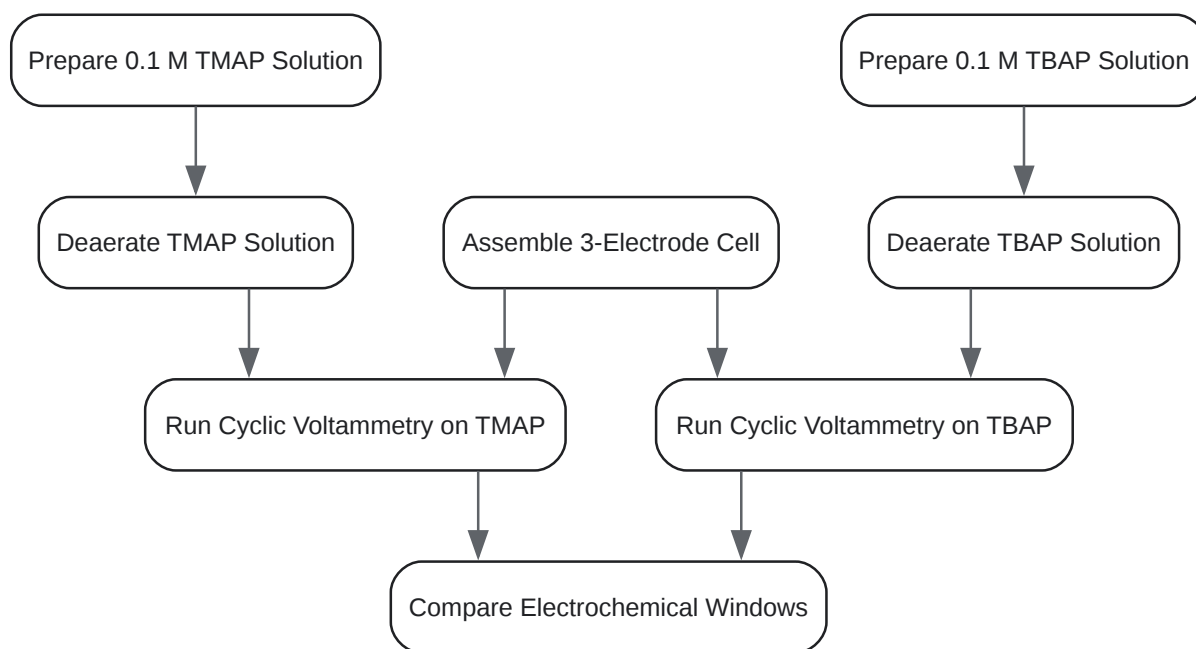 Prepare 0.1 M TMAP Solution
Prepare 0.1 M TBAP Solution
Deaerate TMAP Solution
Assemble 3-Electrode Cell
Deaerate TBAP Solution
Run Cyclic Voltammetry on TMAP
Run Cyclic Voltammetry on TBAP
Compare Electrochemical Windows